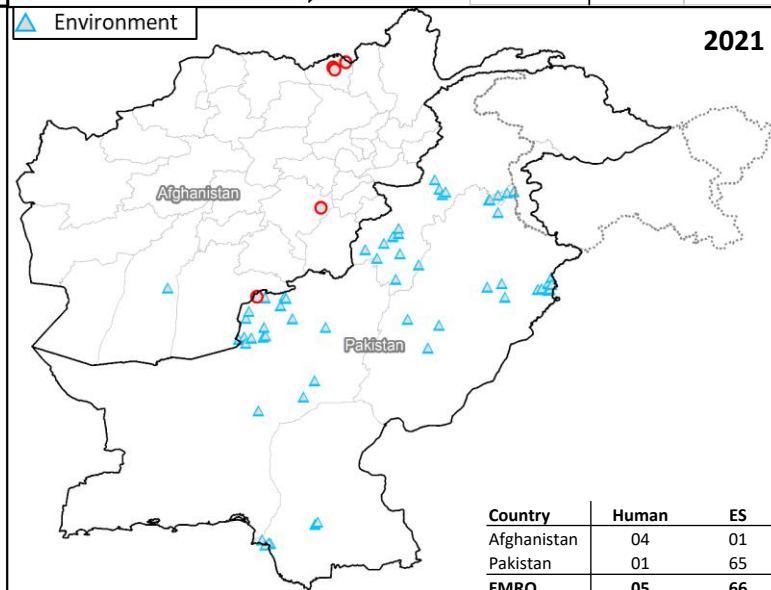 Environment
2021
Afghanistan
Pakistan
Country Human ES
Afghanistan 04 01
Pakistan 01 65
EMRO 05 66